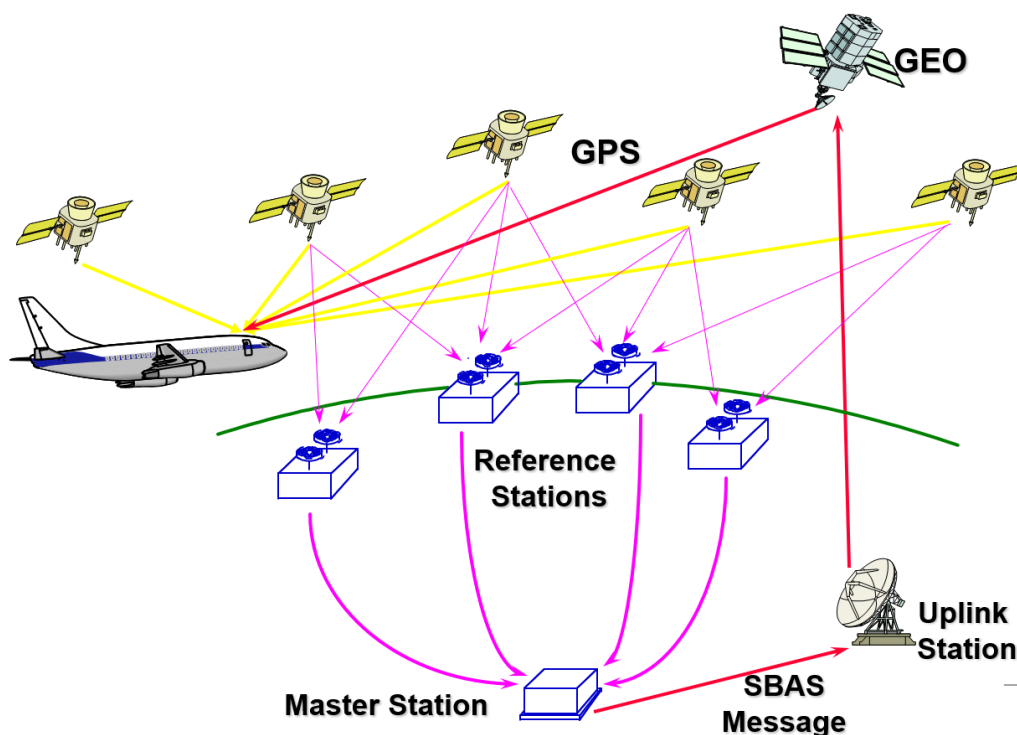 GEO
GPS
Reference
Stations
Uplink
Station
Master Station
SBAS
Message